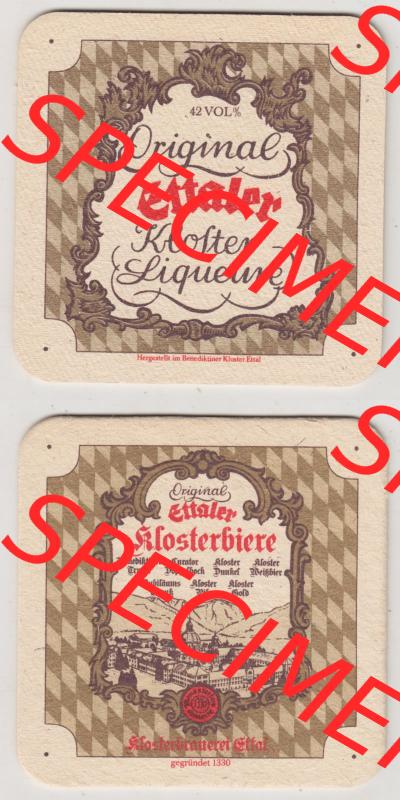 42 VOL%
Original
Ettaler
Kloster-
Liqueure
Hergestellt im Benediktiner Kloster Ettal
SPECIMEN
Original
Ettaler
Klosterbiere
Curator Kloster Kloster
Dunkel Weißbier
Kloster Kloster
Gold
Klosterbrauerei Ettal
gegründet 1330
SPECIMEN